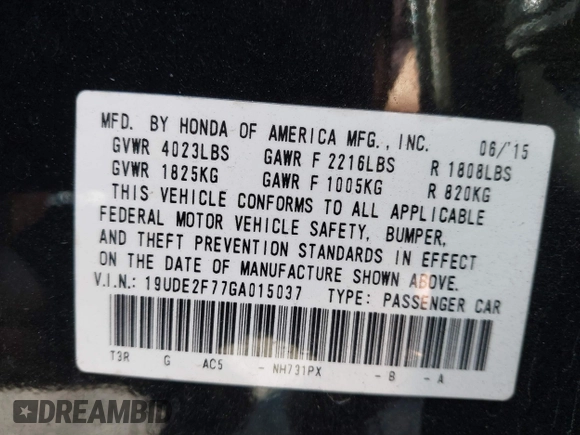 MFD. BY HONDA OF AMERICA MFG., INC. 06/'15
GVWR 4023LBS GAWR F 2216LBS R 1808LBS
GVWR 1825KG GAWR F 1005KG R 820KG
THIS VEHICLE CONFORMS TO ALL APPLICABLE
FEDERAL MOTOR VEHICLE SAFETY, BUMPER,
AND THEFT PREVENTION STANDARDS IN EFFECT
ON THE DATE OF MANUFACTURE SHOWN ABOVE.
V.I.N.: 19UDE2F77GA015037 TYPE: PASSENGER CAR
T3R G AC5 - NH731PX - B - A
DREAMBID